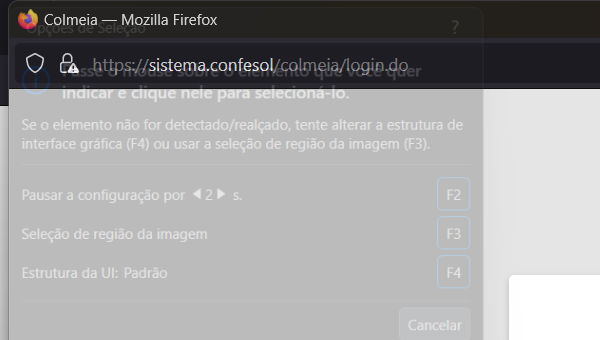 Colmeia — Mozilla Firefox
Opções de Seleção ?
https://sistema.confesol/colmeia/login.do
Passe o mouse sobre o elemento que você quer
indicar e clique nele para selecioná-lo.
Se o elemento não for detectado/realçado, tente alterar a estrutura de
interface gráfica (F4) ou usar a seleção de região da imagem (F3).
Pausar a configuração por 2 s. F2
Seleção de região da imagem F3
Estrutura da UI: Padrão F4
Cancelar